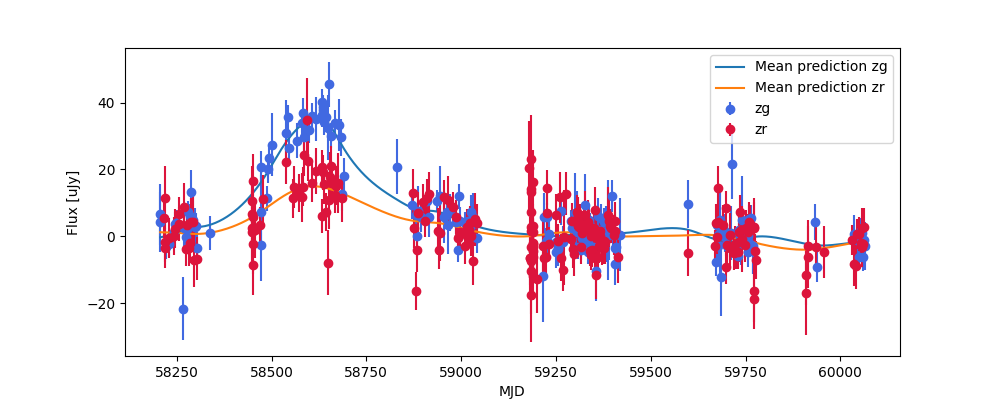 Mean prediction zg
Mean prediction zr
zg
zr
Flux [uJy]
40
20
0
−20
58250 58500 58750 59000 59250 59500 59750 60000
MJD